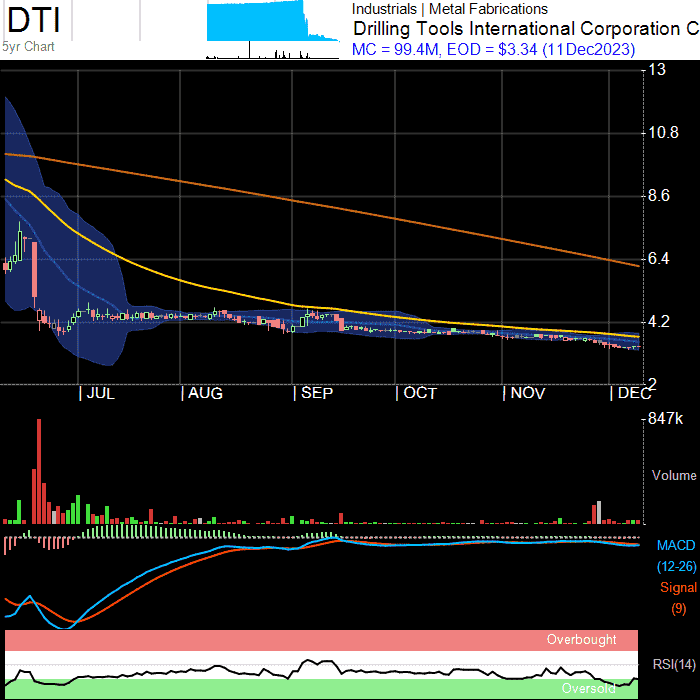 DTI
5yr Chart
Industrials | Metal Fabrications
Drilling Tools International Corporation C
MC = 99.4M, EOD = $3.34 (11Dec2023)
13
10.8
8.6
6.4
4.2
2
JUL AUG SEP OCT NOV DEC
847k
Volume
MACD
(12-26)
Signal
(9)
Overbought
RSI(14)
Oversold